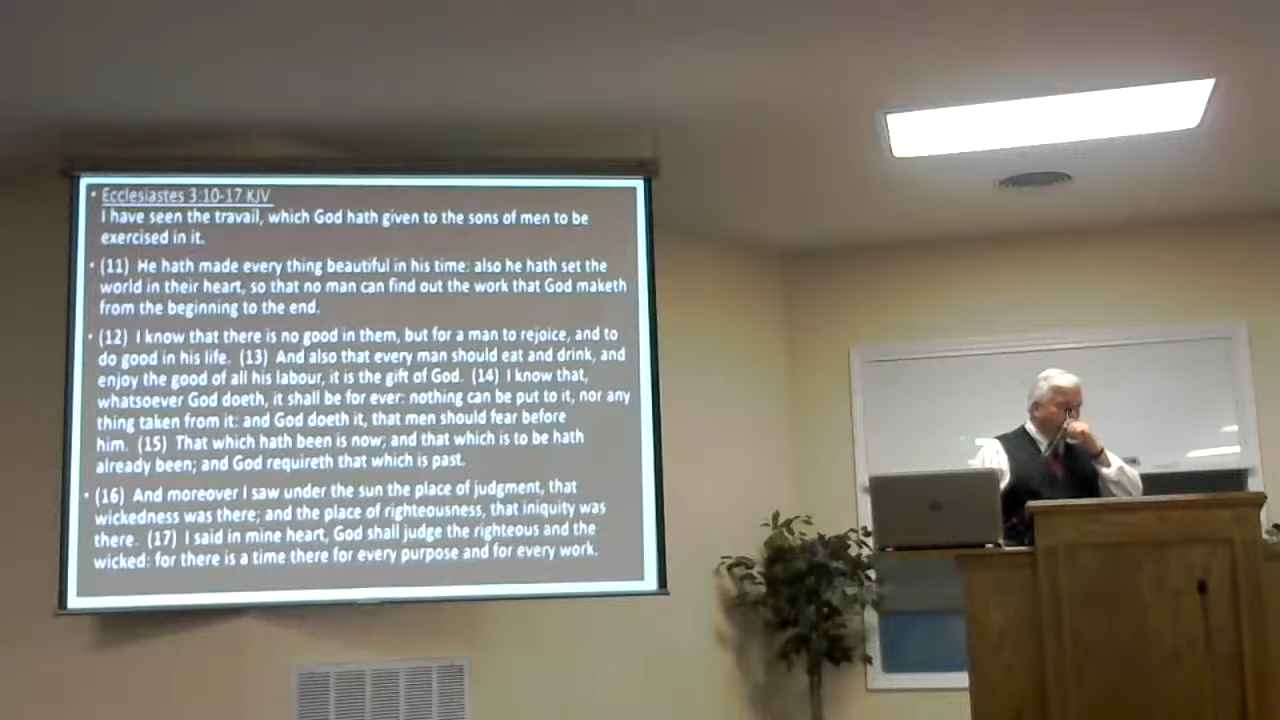 • Ecclesiastes 3:10-17 KJV
I have seen the travail, which God hath given to the sons of men to be
exercised in it.
• (11) He hath made every thing beautiful in his time: also he hath set the
world in their heart, so that no man can find out the work that God maketh
from the beginning to the end.
• (12) I know that there is no good in them, but for a man to rejoice, and to
do good in his life. (13) And also that every man should eat and drink, and
enjoy the good of all his labour, it is the gift of God. (14) I know that,
whatsoever God doeth, it shall be for ever: nothing can be put to it, nor any
thing taken from it: and God doeth it, that men should fear before
him. (15) That which hath been is now; and that which is to be hath
already been; and God requireth that which is past.
• (16) And moreover I saw under the sun the place of judgment, that
wickedness was there; and the place of righteousness, that iniquity was
there. (17) I said in mine heart, God shall judge the righteous and the
wicked: for there is a time there for every purpose and for every work.